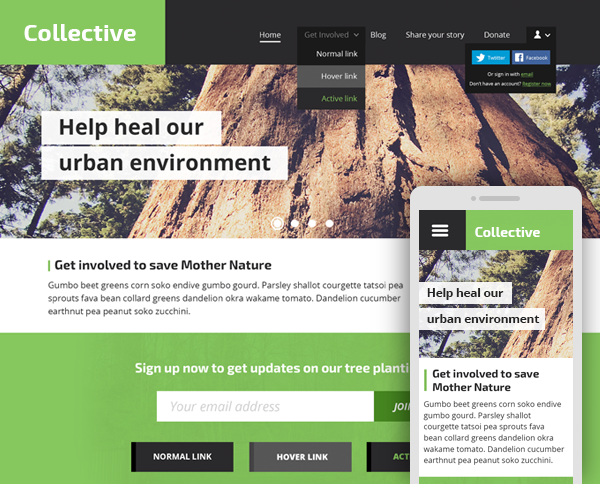 Collective
Home
Get Involved
Blog
Share your story
Donate
Normal link
Hover link
Active link
Twitter
Facebook
Or sign in with email
Don't have an account? Register now
Help heal our
urban environment
Get involved to save Mother Nature
Gumbo beet greens corn soko endive gumbo gourd. Parsley shallot courgette tatsoi pea
sprouts fava bean collard greens dandelion okra wakame tomato. Dandelion cucumber
earthnut pea peanut soko zucchini.
Sign up now to get updates on our tree planti
Your email address
JOI
NORMAL LINK
HOVER LINK
ACT
Collective
Help heal our
urban environment
Get involved to save
Mother Nature
Gumbo beet greens corn soko endive
gumbo gourd. Parsley shallot
courgette tatsoi pea sprouts fava
bean collard greens dandelion okra
wakame tomato. Dandelion cucumber
earthnut pea peanut soko zucchini.